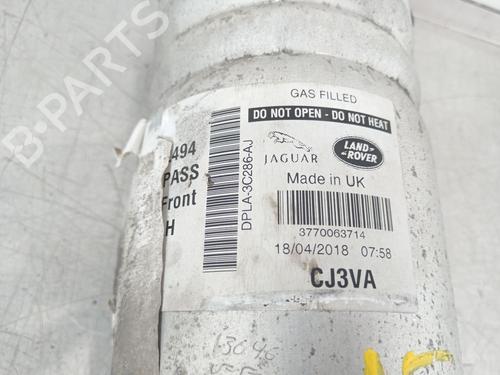 B-PARTS
GAS FILLED
DO NOT OPEN - DO NOT HEAT
JAGUAR
LAND-
ROVER
Made in UK
3770063714
18/04/2018 07:58
CJ3VA
DPLA-3C286-AJ
L494
PASS
Front
H